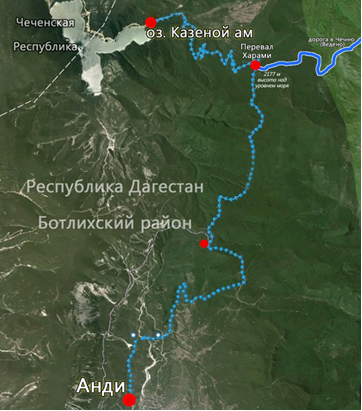 Чеченская
Республика
оз. Казеной ам
Перевал
Харами
2177 м
высота над
уровнем моря
дорога в Чечню
(Ведено)
Республика Дагестан
Ботлихский район
Анди